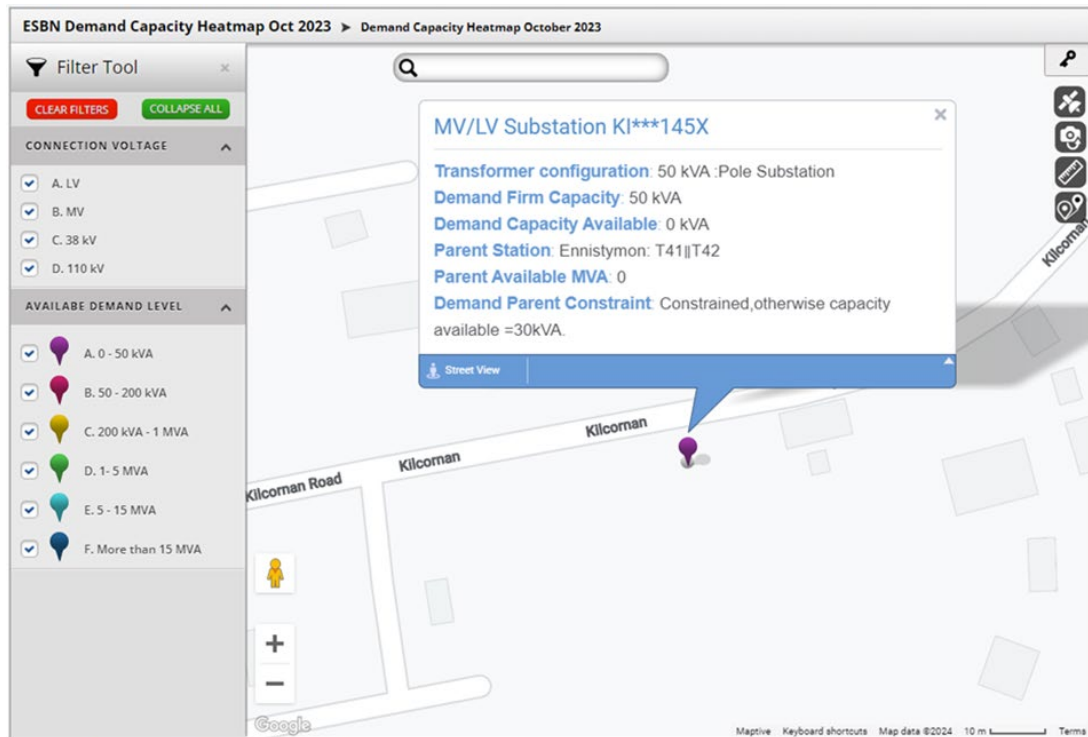 ESBN Demand Capacity Heatmap Oct 2023 ➤ Demand Capacity Heatmap October 2023
Filter Tool ×
CLEAR FILTERS COLLAPSE ALL
CONNECTION VOLTAGE
A. LV
B. MV
C. 38 kV
D. 110 kV
AVAILABE DEMAND LEVEL
A. 0 - 50 kVA
B. 50 - 200 kVA
C. 200 kVA - 1 MVA
D. 1- 5 MVA
E. 5 - 15 MVA
F. More than 15 MVA
MV/LV Substation KI***145X
Transformer configuration: 50 kVA :Pole Substation
Demand Firm Capacity: 50 kVA
Demand Capacity Available: 0 kVA
Parent Station: Ennistymon: T41||T42
Parent Available MVA: 0
Demand Parent Constraint: Constrained,otherwise capacity
available =30kVA.
Street View
Kilcornan
Kilcornan
Kilcornan
Kilcornan Road
Google
Maptive Keyboard shortcuts Map data ©2024 10 m Terms